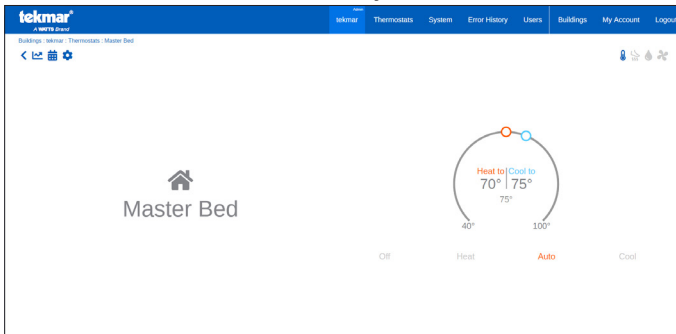 tekmar®
A WATTS Brand
Admin
tekmar Thermostats System Error History Users Buildings My Account Logout
Buildings : tekmar : Thermostats : Master Bed
Heat to Cool to
70° 75°
75°
40° 100°
Master Bed
Off Heat Auto Cool